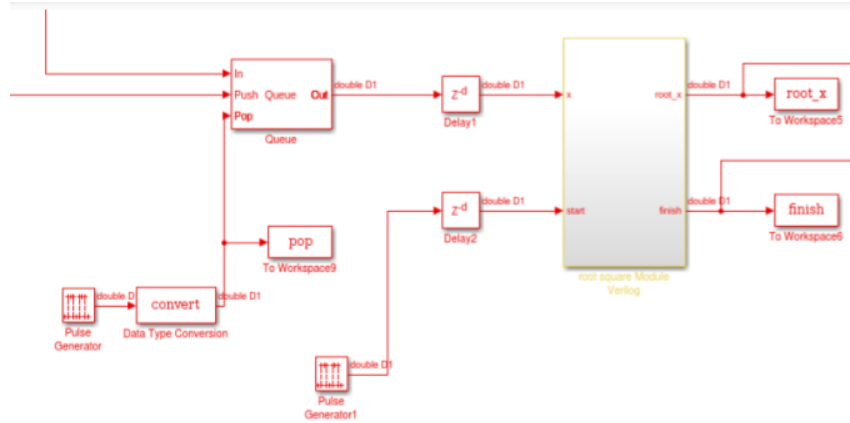 In
Push
Pop
Queue
Out
Queue
double D1
z-d
Delay1
double D1
x
start
root_x
finish
root square Module
Verilog
double D1
root_x
To Workspace5
double D1
finish
To Workspace6
z-d
Delay2
double D1
pop
To Workspace9
Pulse
Generator
double D
convert
Data Type Conversion
double D1
Pulse
Generator1
double D1